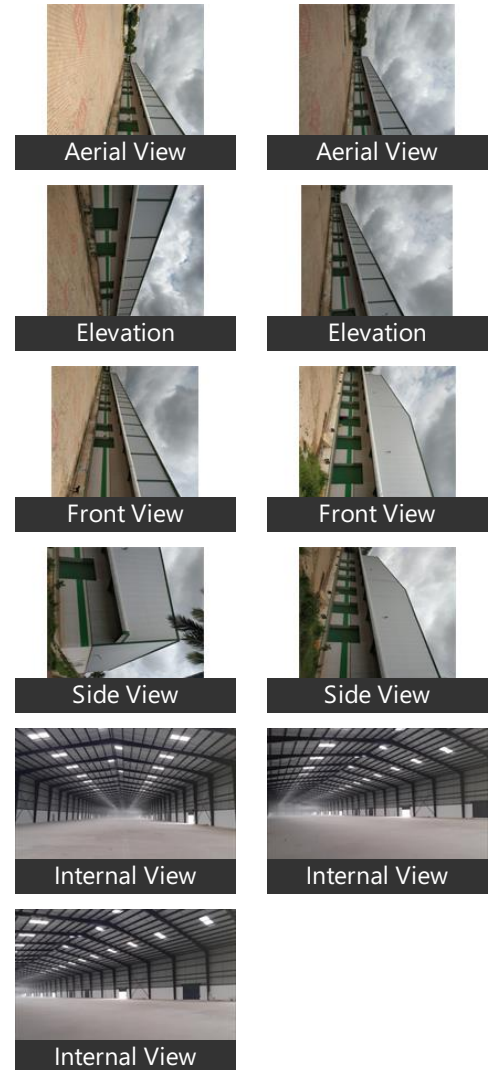 Aerial View
Aerial View
Elevation
Elevation
Front View
Front View
Side View
Side View
Internal View
Internal View
Internal View